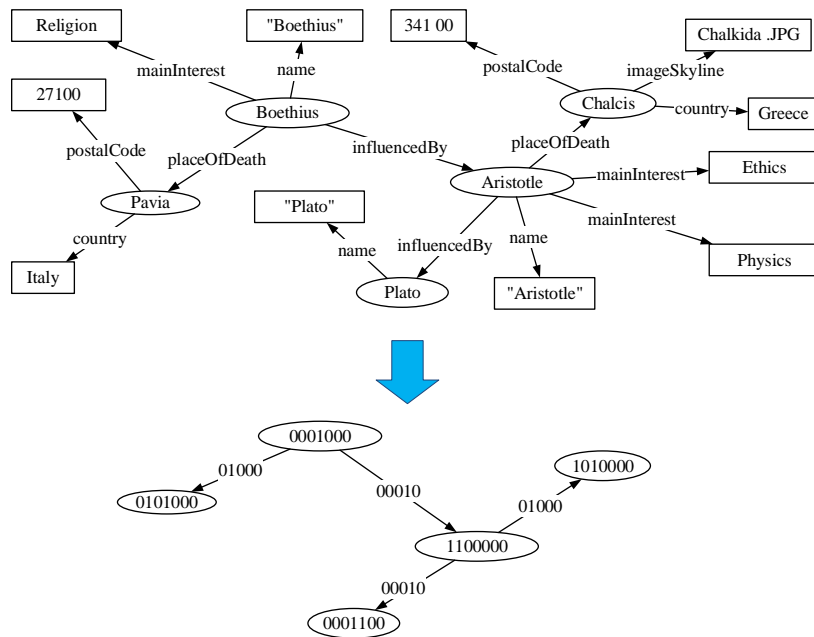 Religion
"Boethius"
341 00
Chalkida .JPG
mainInterest
name
postalCode
imageSkyline
27100
Boethius
Chalcis
country
Greece
postalCode
placeOfDeath
influencedBy
placeOfDeath
Pavia
"Plato"
Aristotle
mainInterest
Ethics
country
name
influencedBy
name
mainInterest
Italy
Plato
"Aristotle"
Physics
0001000
01000
1010000
0101000
00010
01000
1100000
00010
0001100